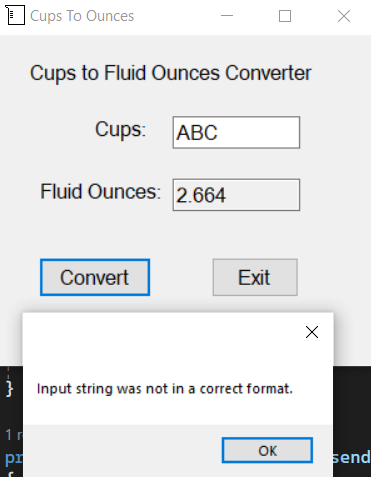 Cups To Ounces
Cups to Fluid Ounces Converter
Cups: ABC
Fluid Ounces: 2.664
Convert Exit
Input string was not in a correct format.
}
1 r
OK
pr send
{